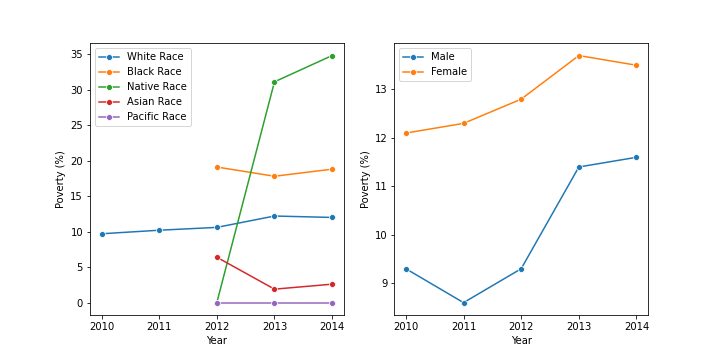 White Race
Black Race
Native Race
Asian Race
Pacific Race
35
30
25
20
15
10
5
0
Poverty (%)
2010 2011 2012 2013 2014
Year
Male
Female
13
12
11
10
9
Poverty (%)
2010 2011 2012 2013 2014
Year